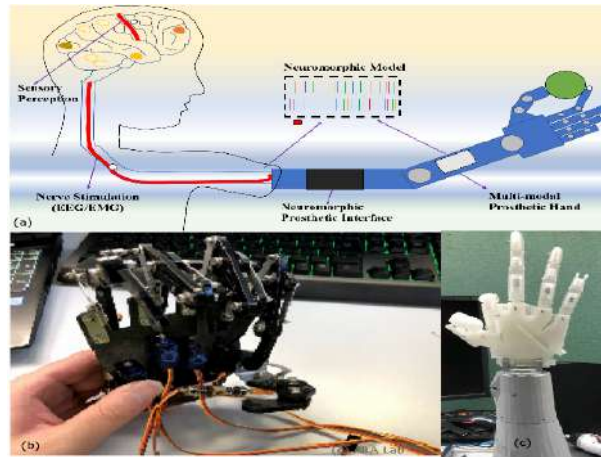 Neuromorphic Model
Sensory
Perception
Nerve Stimulation
(EEG/EMG)
Neuromorphic
Prosthetic Interface
Multi-modal
Prosthetic Hand
(a)
(b)
Lab
(c)